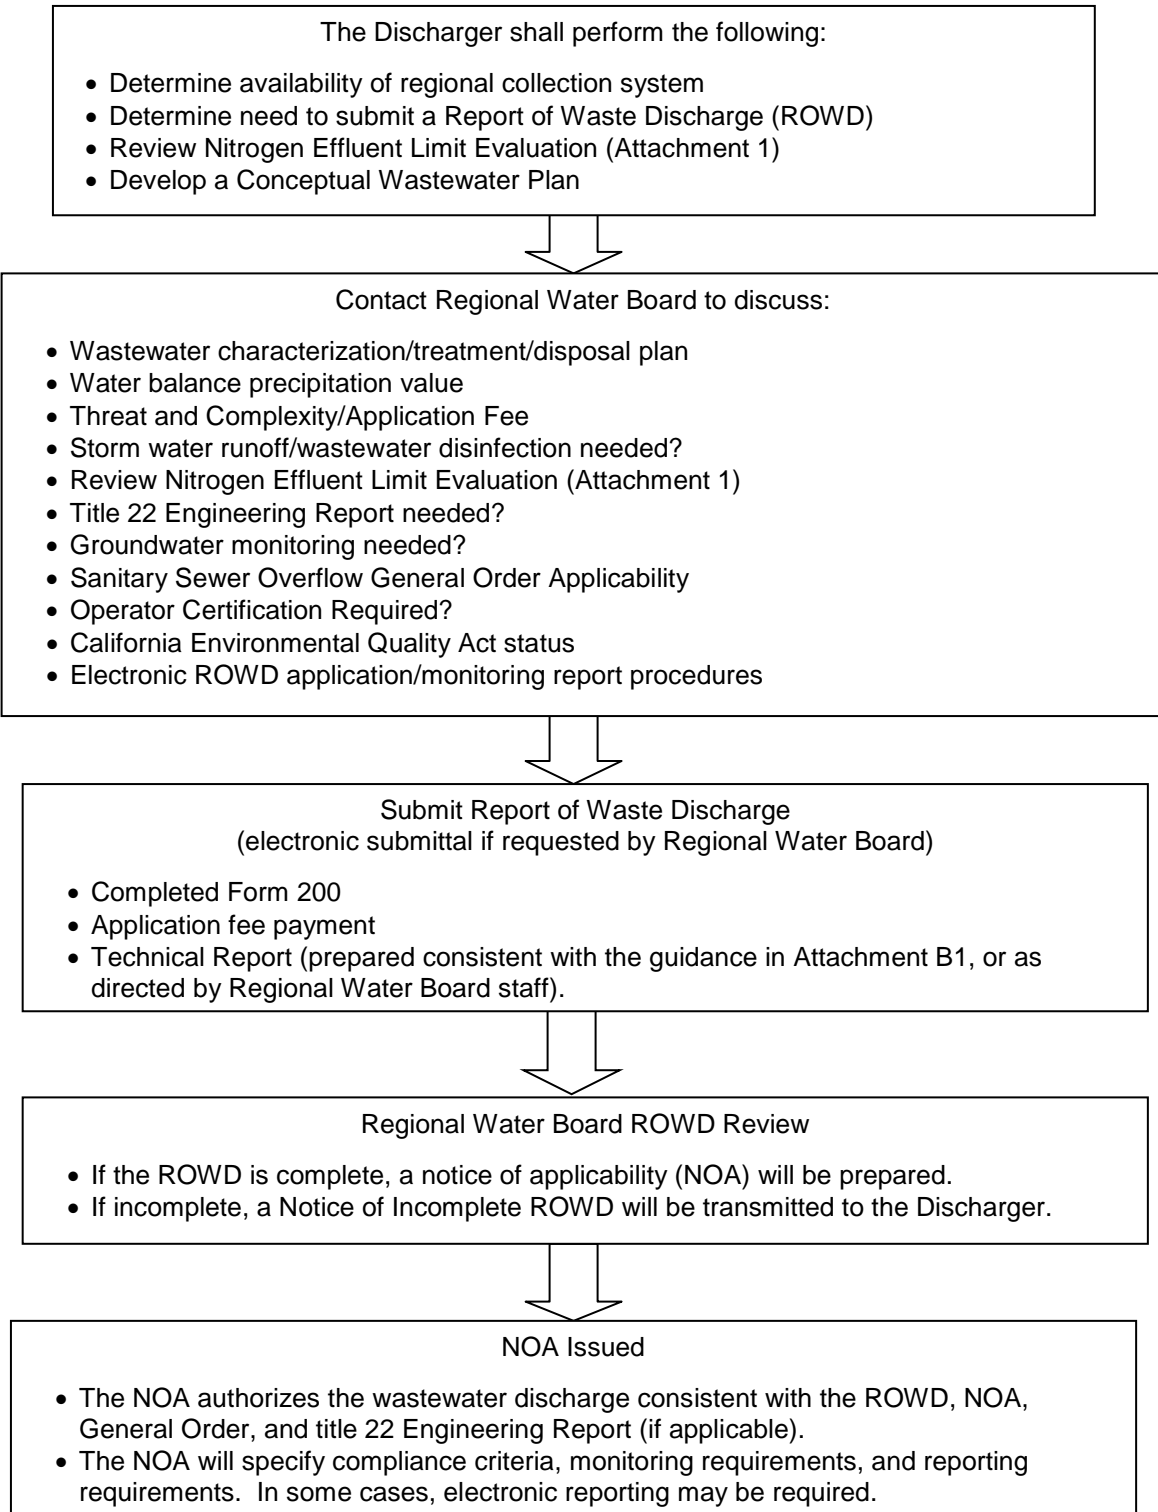 The Discharger shall perform the following:
• Determine availability of regional collection system
• Determine need to submit a Report of Waste Discharge (ROWD)
• Review Nitrogen Effluent Limit Evaluation (Attachment 1)
• Develop a Conceptual Wastewater Plan
Contact Regional Water Board to discuss:
• Wastewater characterization/treatment/disposal plan
• Water balance precipitation value
• Threat and Complexity/Application Fee
• Storm water runoff/wastewater disinfection needed?
• Review Nitrogen Effluent Limit Evaluation (Attachment 1)
• Title 22 Engineering Report needed?
• Groundwater monitoring needed?
• Sanitary Sewer Overflow General Order Applicability
• Operator Certification Required?
• California Environmental Quality Act status
• Electronic ROWD application/monitoring report procedures
Submit Report of Waste Discharge
(electronic submittal if requested by Regional Water Board)
• Completed Form 200
• Application fee payment
• Technical Report (prepared consistent with the guidance in Attachment B1, or as
directed by Regional Water Board staff).
Regional Water Board ROWD Review
• If the ROWD is complete, a notice of applicability (NOA) will be prepared.
• If incomplete, a Notice of Incomplete ROWD will be transmitted to the Discharger.
NOA Issued
• The NOA authorizes the wastewater discharge consistent with the ROWD, NOA,
General Order, and title 22 Engineering Report (if applicable).
• The NOA will specify compliance criteria, monitoring requirements, and reporting
requirements.  In some cases, electronic reporting may be required.